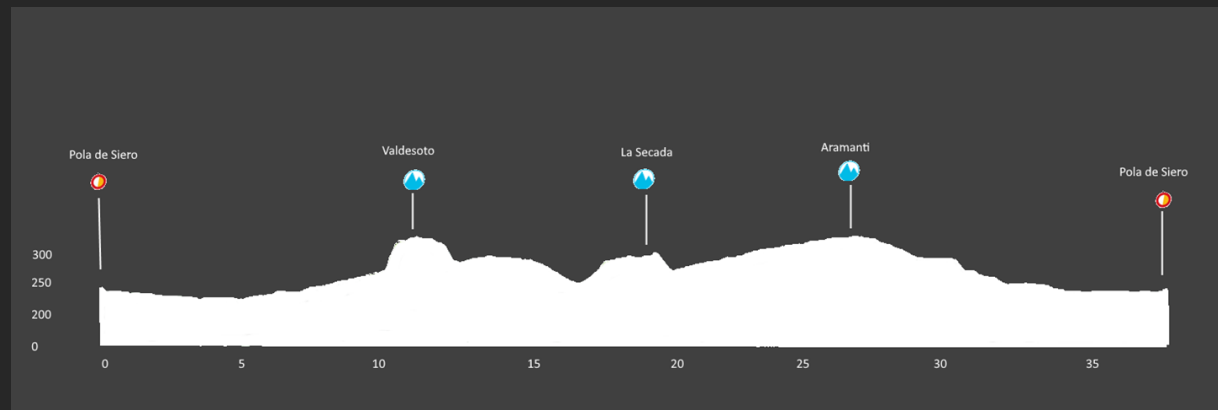 Pola de Siero
Valdesoto
La Secada
Aramanti
Pola de Siero
300
250
200
0
0 5 10 15 20 25 30 35